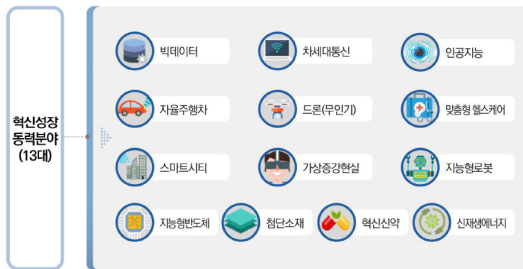 혁신성장
동력분야
(13대)
빅데이터
차세대통신
인공지능
자율주행차
드론(무인기)
맞춤형 헬스케어
스마트시티
가상증강현실
지능형로봇
지능형반도체
첨단소재
혁신신약
신재생에너지